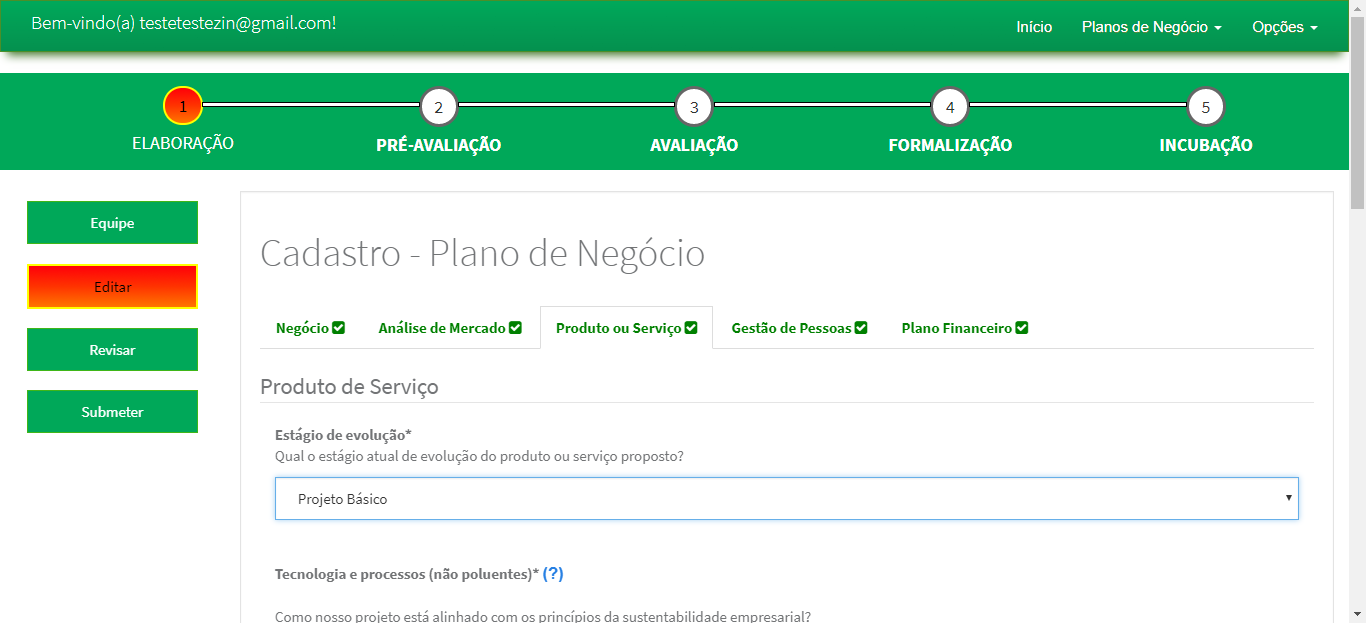 Bem-vindo(a) testetestezin@gmail.com!
Início Planos de Negócio Opções
1 2 3 4 5
ELABORAÇÃO PRÉ-AVALIAÇÃO AVALIAÇÃO FORMALIZAÇÃO INCUBAÇÃO
Equipe
Editar
Revisar
Submeter
Cadastro - Plano de Negócio
Negócio Análise de Mercado Produto ou Serviço Gestão de Pessoas Plano Financeiro
Produto de Serviço
Estágio de evolução*
Qual o estágio atual de evolução do produto ou serviço proposto?
Projeto Básico
Tecnologia e processos (não poluentes)* (?)
Como nosso projeto está alinhado com os princípios da sustentabilidade empresarial?